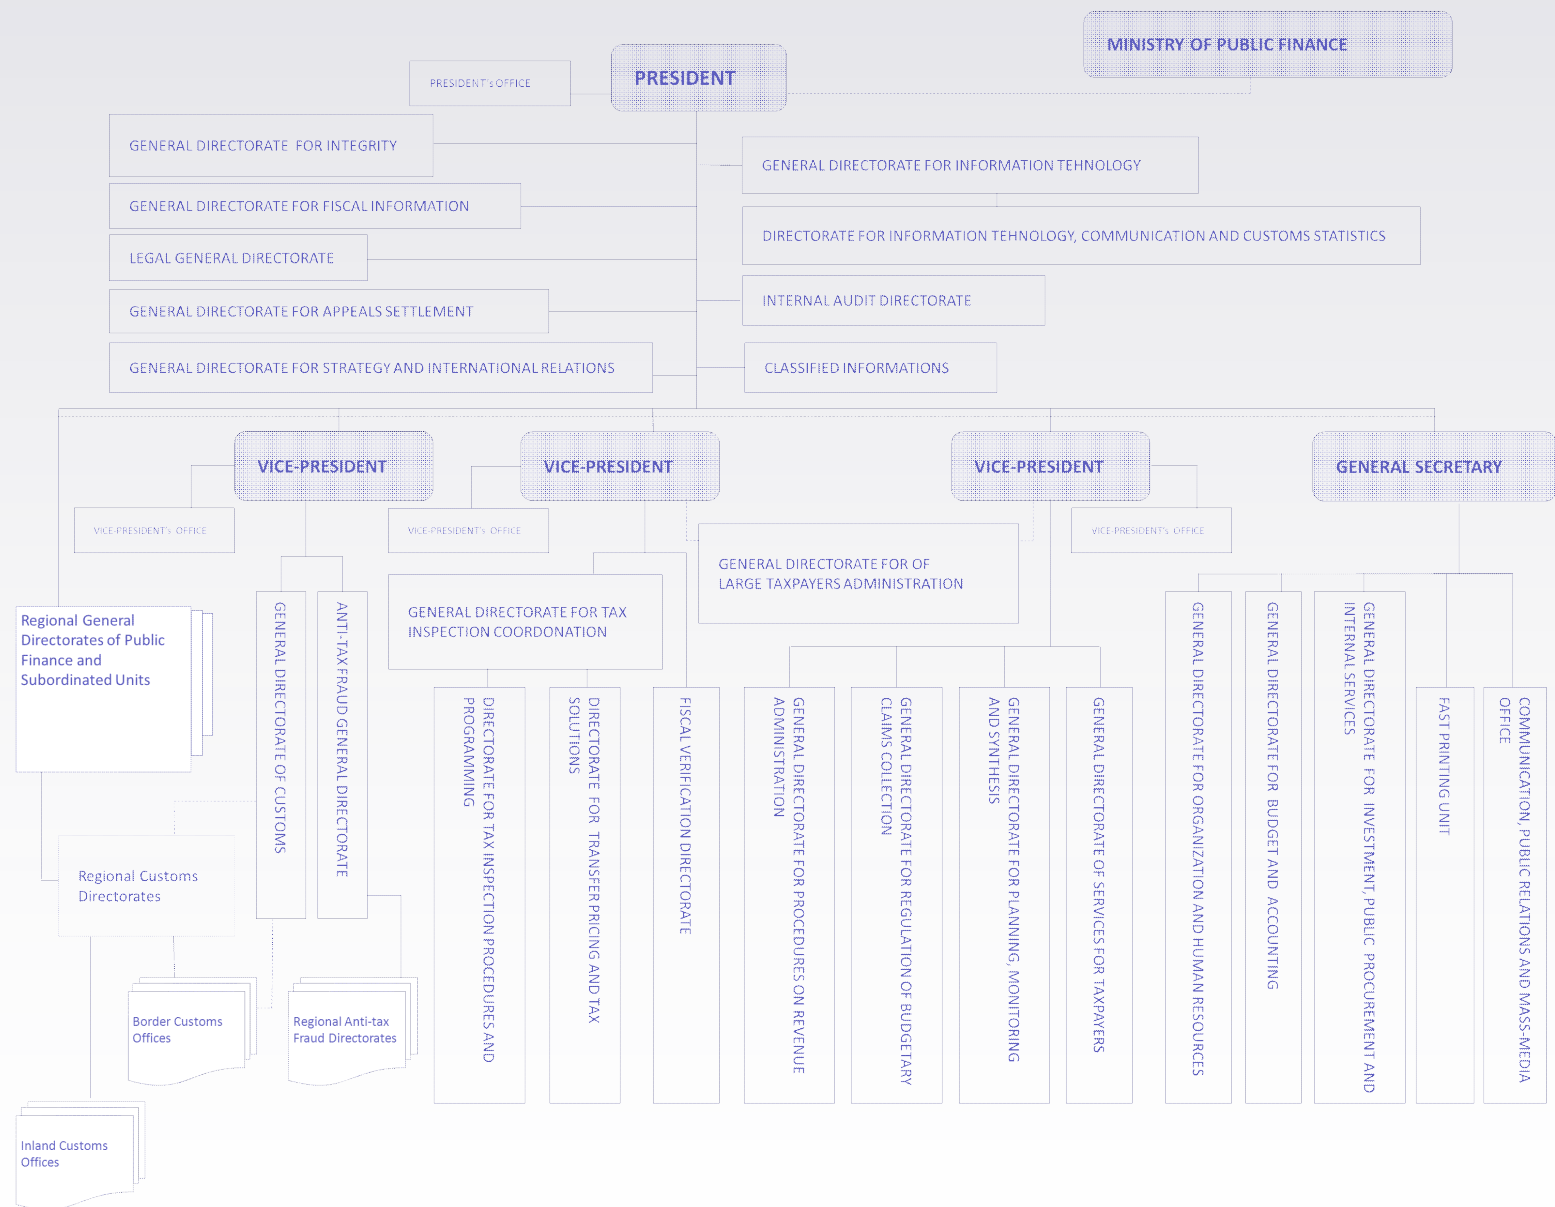 MINISTRY OF PUBLIC FINANCE
PRESIDENT
PRESIDENT's OFFICE
GENERAL DIRECTORATE FOR INTEGRITY
GENERAL DIRECTORATE FOR INFORMATION TEHNOLOGY
GENERAL DIRECTORATE FOR FISCAL INFORMATION
DIRECTORATE FOR INFORMATION TEHNOLOGY, COMMUNICATION AND CUSTOMS STATISTICS
LEGAL GENERAL DIRECTORATE
INTERNAL AUDIT DIRECTORATE
GENERAL DIRECTORATE FOR APPEALS SETTLEMENT
GENERAL DIRECTORATE FOR STRATEGY AND INTERNATIONAL RELATIONS
CLASSIFIED INFORMATIONS
VICE-PRESIDENT
VICE-PRESIDENT
VICE-PRESIDENT
GENERAL SECRETARY
VICE-PRESIDENT's OFFICE
VICE-PRESIDENT's OFFICE
VICE-PRESIDENT's OFFICE
GENERAL DIRECTORATE FOR OF
LARGE TAXPAYERS ADMINISTRATION
GENERAL DIRECTORATE FOR TAX
INSPECTION COORDONATION
Regional General
Directorates of Public
Finance and
Subordinated Units
GENERAL DIRECTORATE OF CUSTOMS
ANTI-TAX FRAUD GENERAL DIRECTORATE
DIRECTORATE FOR TAX INSPECTION PROCEDURES AND
PROGRAMMING
DIRECTORATE FOR TRANSFER PRICING AND TAX
SOLUTIONS
FISCAL VERIFICATION DIRECTORATE
GENERAL DIRECTORATE FOR PROCEDURES ON REVENUE
ADMINISTRATION
GENERAL DIRECTORATE FOR REGULATION OF BUDGETARY
CLAIMS COLLECTION
GENERAL DIRECTORATE FOR PLANNING, MONITORING
AND SYNTHESIS
GENERAL DIRECTORATE OF SERVICES FOR TAXPAYERS
GENERAL DIRECTORATE FOR ORGANIZATION AND HUMAN RESOURCES
GENERAL DIRECTORATE FOR BUDGET AND ACCOUNTING
GENERAL DIRECTORATE FOR INVESTMENT, PUBLIC PROCUREMENT AND
INTERNAL SERVICES
FAST PRINTING UNIT
COMMUNICATION, PUBLIC RELATIONS AND MASS-MEDIA
OFFICE
Regional Customs
Directorates
Border Customs
Offices
Regional Anti-tax
Fraud Directorates
Inland Customs
Offices